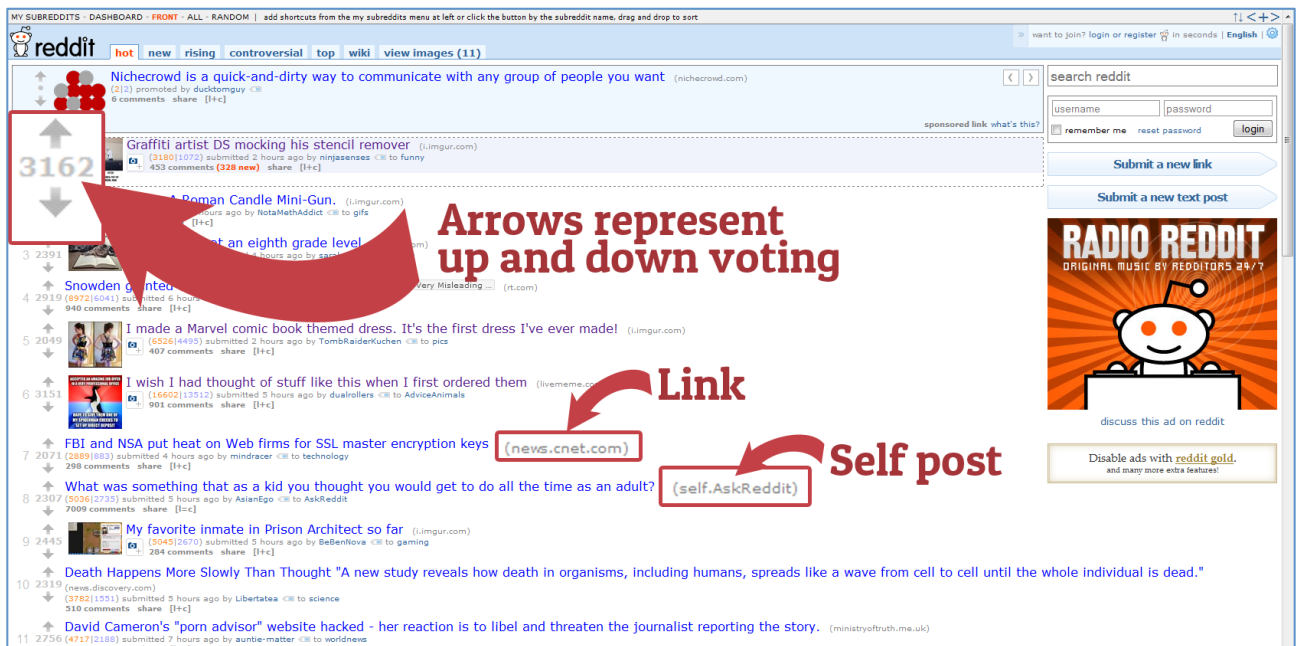 MY SUBREDDITS - DASHBOARD - FRONT - ALL - RANDOM | add shortcuts from the my subreddits menu at left or click the button by the subreddit name, drag and drop to sort
reddit hot new rising controversial top wiki view images (11)
want to join? login or register in seconds | English |
Nichecrowd is a quick-and-dirty way to communicate with any group of people you want (nichecrowd.com)
(2|2) promoted by ducktomguy
6 comments share [l+c]
sponsored link what's this?
search reddit
username password
remember me reset password login
Submit a new link
Submit a new text post
RADIO REDDIT
ORIGINAL MUSIC BY REDDITORS 24/7
discuss this ad on reddit
Disable ads with reddit gold.
and many more extra features!
3162
Graffiti artist DS mocking his stencil remover (i.imgur.com)
(3180|1072) submitted 2 hours ago by ninjasenses to funny
453 comments (328 new) share [l+c]
Arrows represent
up and down voting
Roman Candle Mini-Gun. (i.imgur.com)
ours ago by NotaMethAddict to gifs
[l+c]
3 2391
at an eighth grade level
4 hours ago by
Snowden granted
Very Misleading ... (rt.com)
4 2919 (8972|6041) submitted 6 hours
940 comments share [l+c]
I made a Marvel comic book themed dress. It's the first dress I've ever made! (i.imgur.com)
5 2049 (6526|4495) submitted 2 hours ago by TombRaiderKuchen to pics
407 comments share [l+c]
I wish I had thought of stuff like this when I first ordered them (livememe.co
6 3151 (16602|13512) submitted 5 hours ago by dualrollers to AdviceAnimals
901 comments share [l+c]
Link
FBI and NSA put heat on Web firms for SSL master encryption keys (news.cnet.com)
7 2071 (2889|883) submitted 4 hours ago by mindracer to technology
298 comments share [l+c]
Self post
What was something that as a kid you thought you would get to do all the time as an adult? (self.AskReddit)
8 2307 (5036|2735) submitted 5 hours ago by AsianEgo to AskReddit
7009 comments share [l=c]
My favorite inmate in Prison Architect so far (i.imgur.com)
9 2445 (5045|2670) submitted 5 hours ago by BeBenNova to gaming
284 comments share [l+c]
Death Happens More Slowly Than Thought "A new study reveals how death in organisms, including humans, spreads like a wave from cell to cell until the whole individual is dead."
10 2319 (news.discovery.com)
(3782|1551) submitted 5 hours ago by Libertatea to science
510 comments share [l+c]
David Cameron's "porn advisor" website hacked - her reaction is to libel and threaten the journalist reporting the story. (ministryoftruth.me.uk)
11 2756 (4717|2188) submitted 7 hours ago by auntie-matter to worldnews